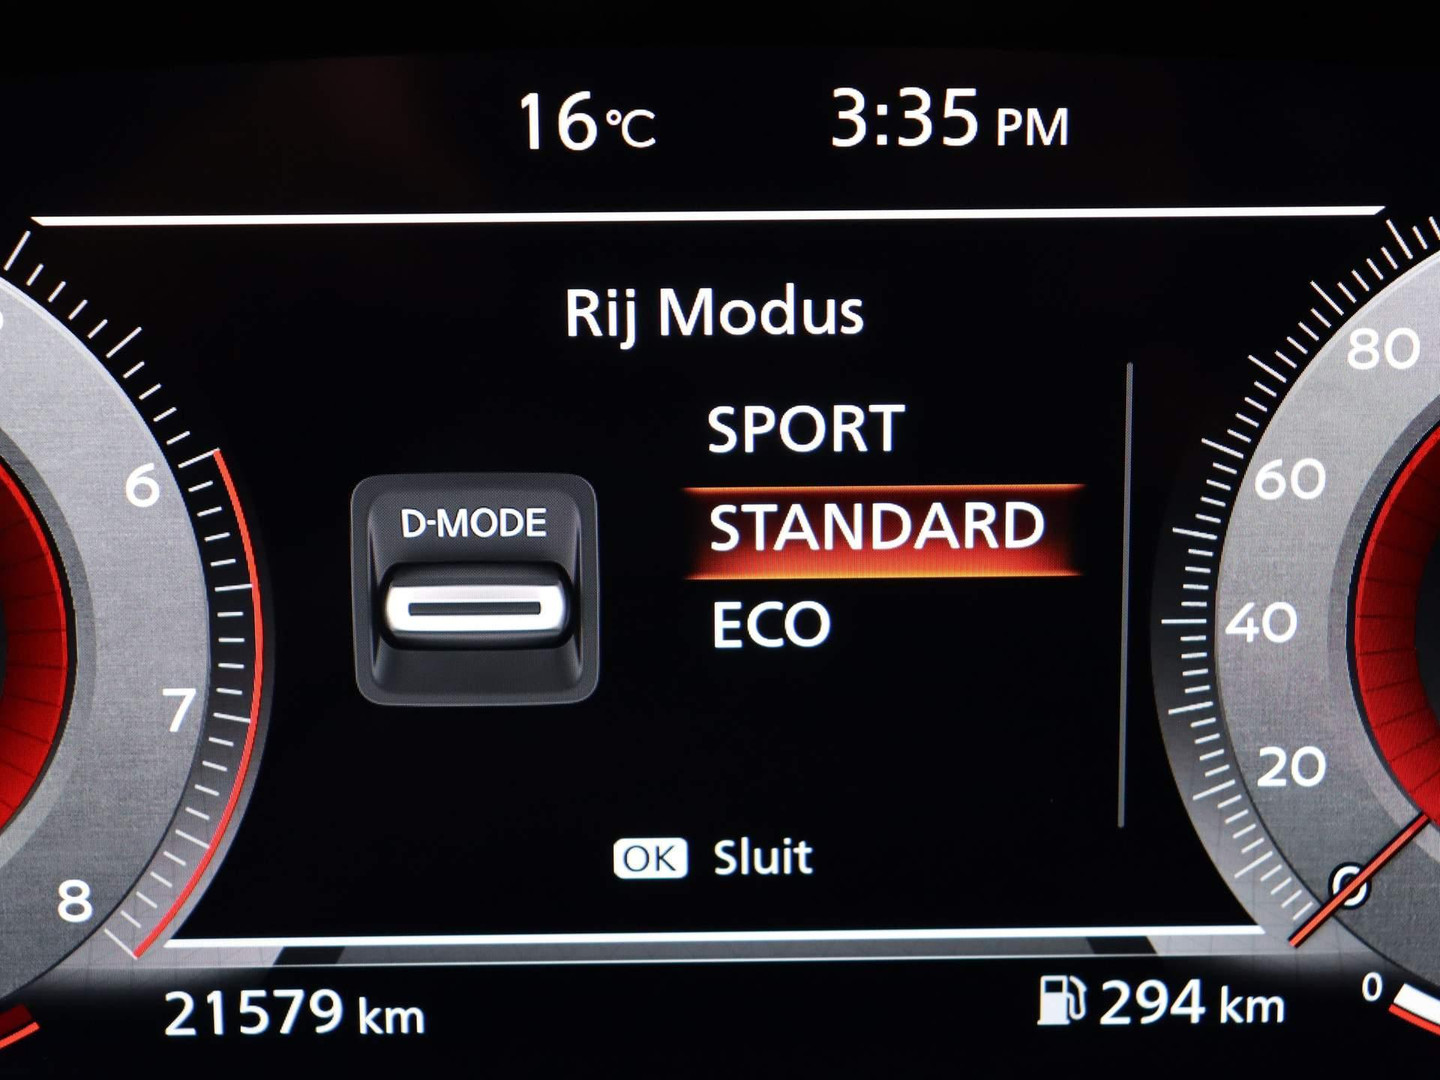 16°C 3:35 PM
Rij Modus
SPORT
D-MODE
STANDARD
ECO
OK Sluit
6
7
8
80
60
40
20
0
21579 km
294 km
0